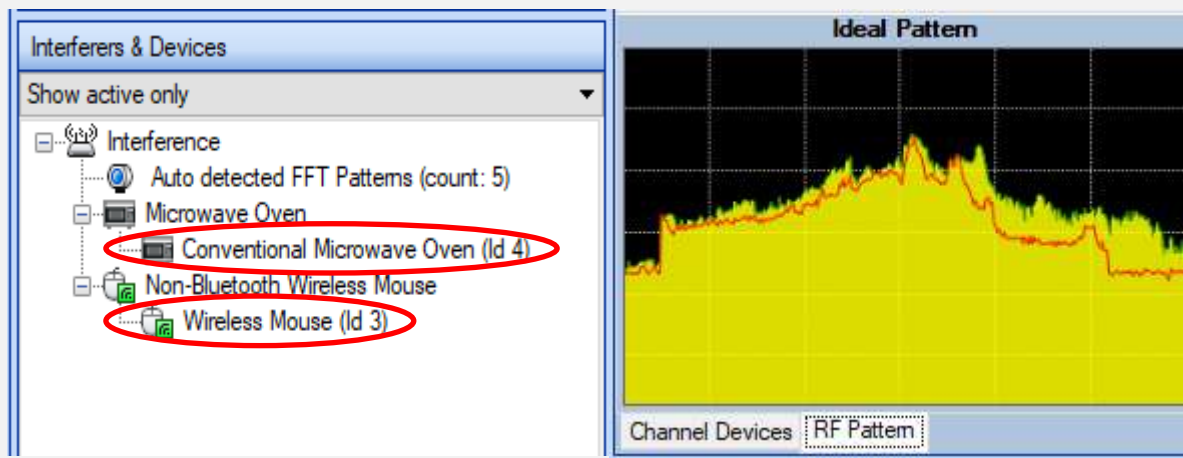 Interferers & Devices
Show active only
Interference
Auto detected FFT Patterns (count: 5)
Microwave Oven
Conventional Microwave Oven (Id 4)
Non-Bluetooth Wireless Mouse
Wireless Mouse (Id 3)
Ideal Pattern
Channel Devices RF Pattern